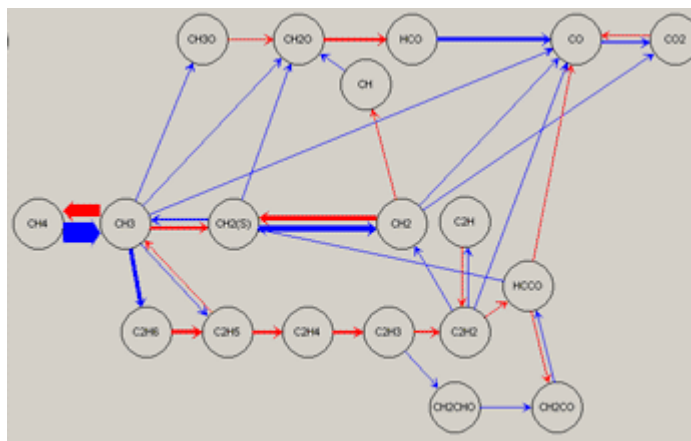 CH3O CH2O HCO CO CO2
CH
CH4 CH3 CH2(S) CH2 C2H
HCCO
C2H6 C2H5 C2H4 C2H3 C2H2
CH2CHO CH2CO